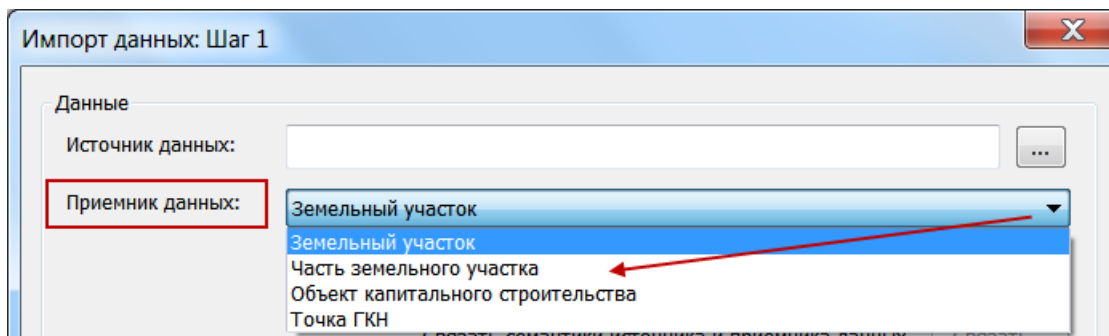 Импорт данных: Шаг 1
Данные
Источник данных:
...
Приемник данных:
Земельный участок
Земельный участок
Часть земельного участка
Объект капитального строительства
Точка ГКН